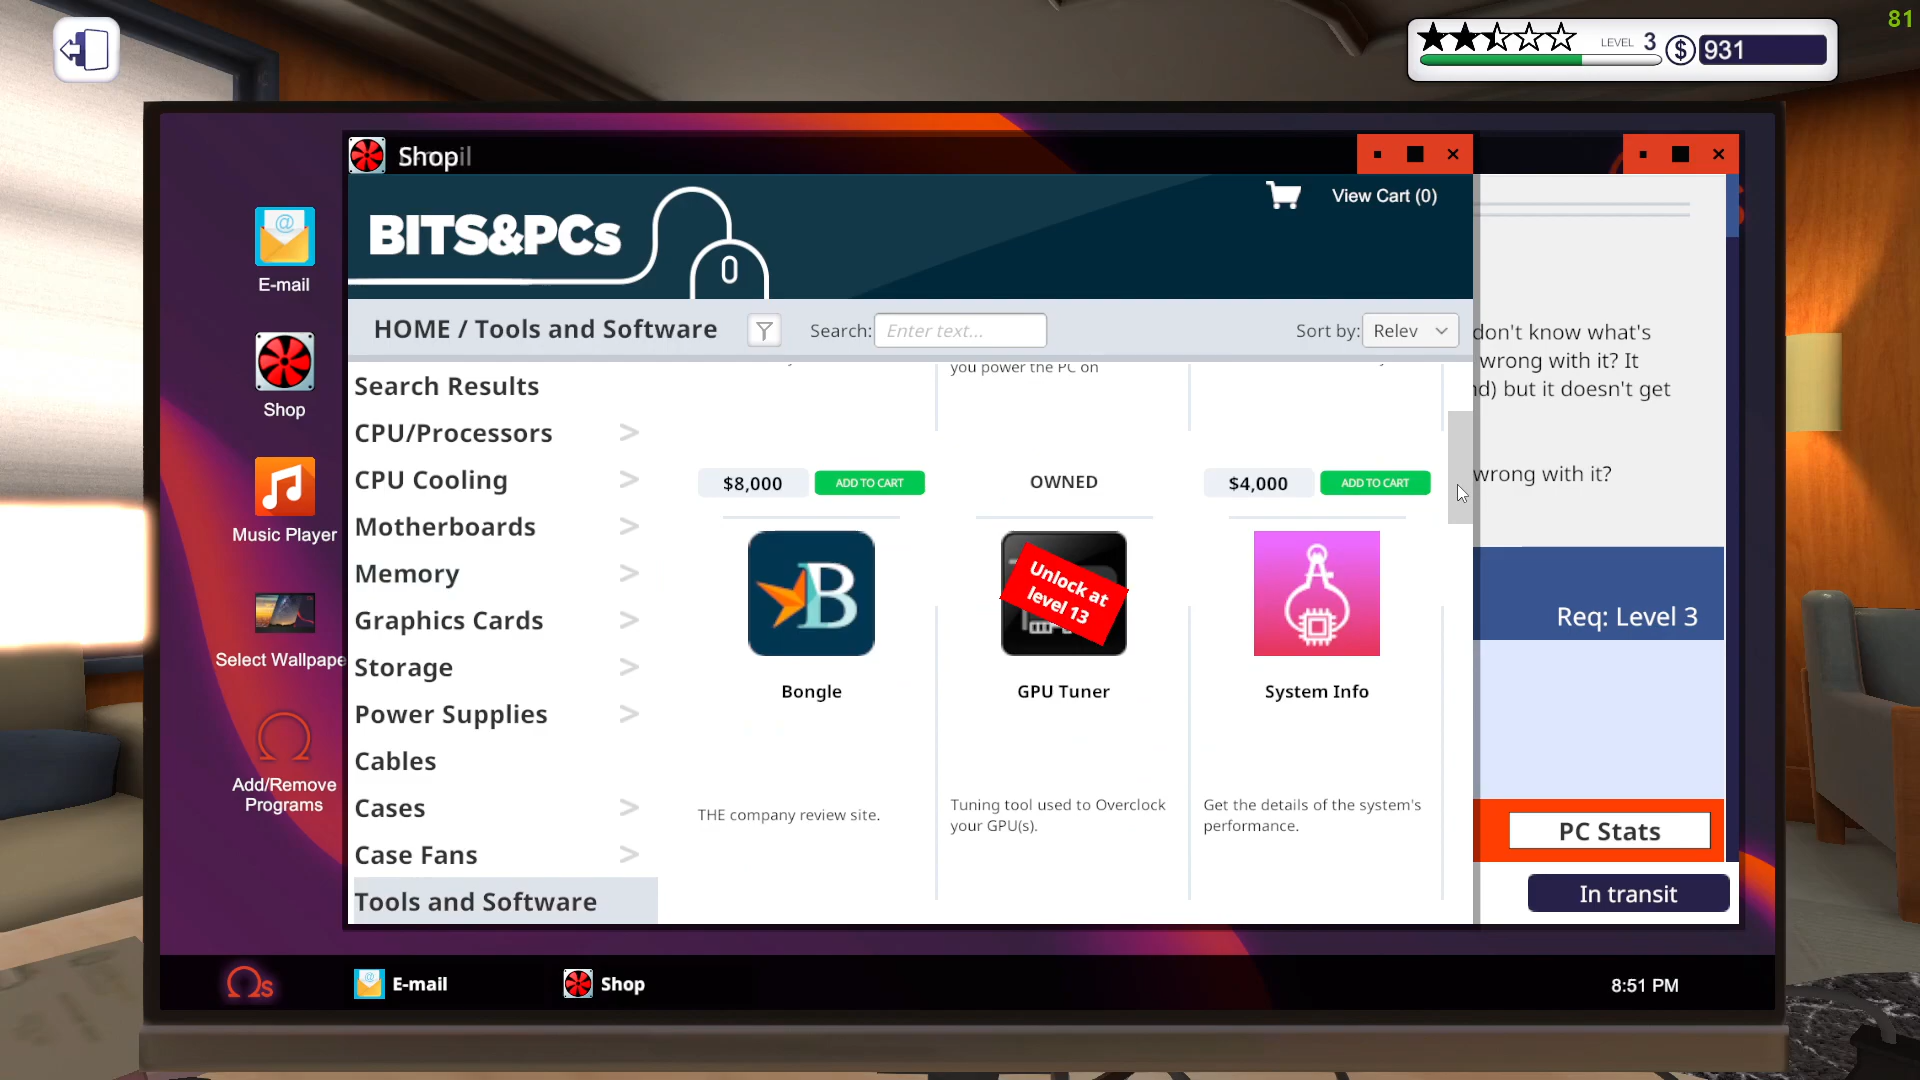 81
LEVEL 3
$ 931
Shop
View Cart (0)
BITS&PCs
HOME / Tools and Software
Search: Enter text...
Sort by: Relev
E-mail
Shop
Music Player
Select Wallpape
Add/Remove
Programs
Search Results
CPU/Processors >
CPU Cooling >
Motherboards >
Memory >
Graphics Cards >
Storage >
Power Supplies >
Cables
Cases >
Case Fans >
Tools and Software
you power the PC on
$8,000 ADD TO CART
OWNED
$4,000 ADD TO CART
B
Bongle
THE company review site.
Unlock at
level 13
GPU Tuner
Tuning tool used to Overclock
your GPU(s).
System Info
Get the details of the system's
performance.
don't know what's
wrong with it? It
nd) but it doesn't get
wrong with it?
Req: Level 3
PC Stats
In transit
Ωs
E-mail
Shop
8:51 PM